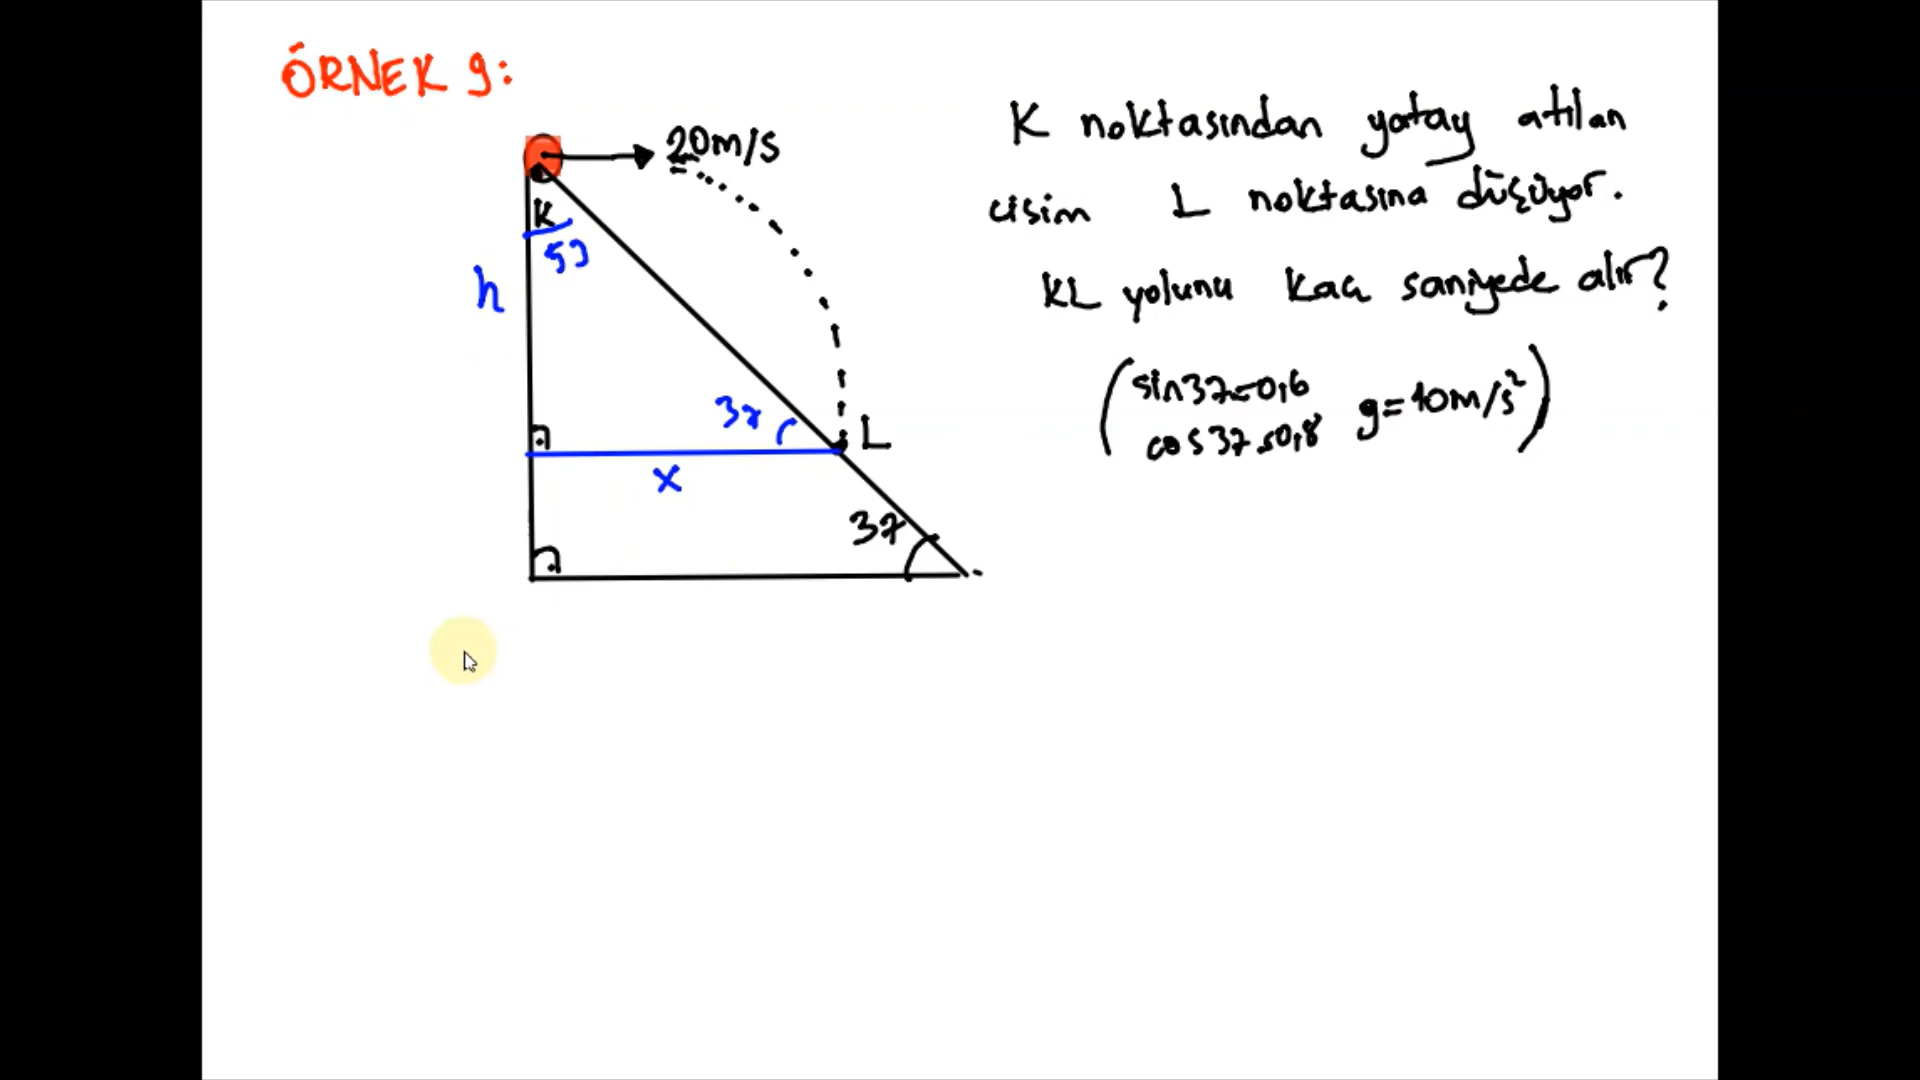 ÖRNEK 9:
20m/s
K noktasından yatay atılan
cisim L noktasına düşüyor.
KL yolunu kaç saniyede alır?
sin37=0,6
cos37=0,8
g=10m/s²
K
53
h
37
L
x
37